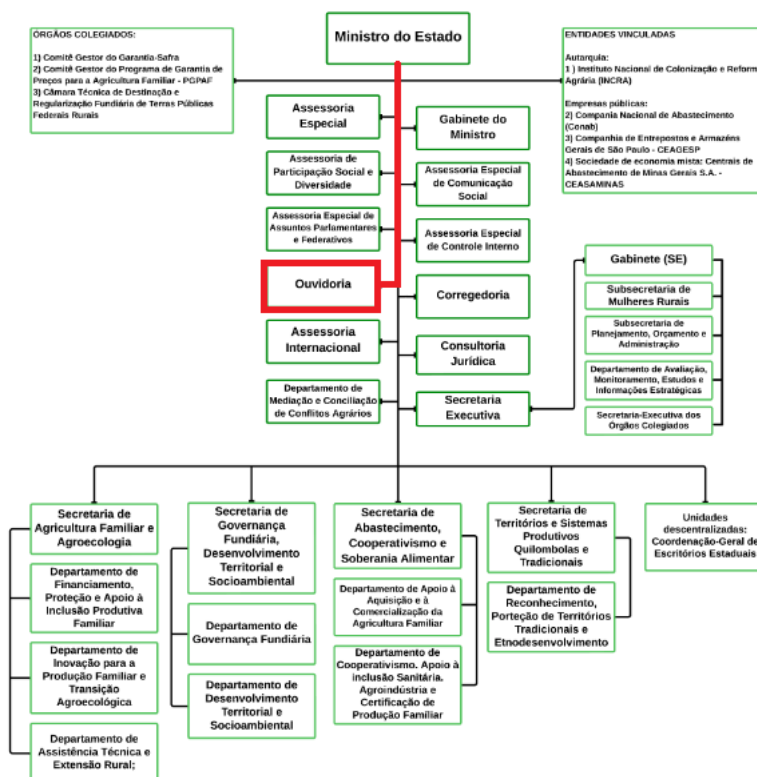 Ministro do Estado
ÓRGÃOS COLEGIADOS:
1) Comitê Gestor do Garantia-Safra
2) Comitê Gestor do Programa de Garantia de
Preços para a Agricultura Familiar - PGPAF
3) Câmara Técnica de Destinação e
Regularização Fundiária de Terras Públicas
Federais Rurais
ENTIDADES VINCULADAS
Autarquia:
1 ) Instituto Nacional de Colonização e Reform
Agrária (INCRA)
Empresas públicas:
2) Compania Nacional de Abastecimento
(Conab)
3) Companhia de Entrepostos e Armazéns
Gerais de São Paulo - CEAGESP
4) Sociedade de economia mista: Centrais de
Abastecimento de Minas Gerais S.A. -
CEASAMINAS
Assessoria
Especial
Gabinete do
Ministro
Assessoria de
Participação Social e
Diversidade
Assessoria Especial
de Comunicação
Social
Assessoria Especial de
Assuntos Parlamentares
e Federativos
Assessoria Especial
de Controle Interno
Ouvidoria
Corregedoria
Assessoria
Internacional
Consultoria
Jurídica
Departamento de
Mediação e Conciliação
de Conflitos Agrários
Secretaria
Executiva
Gabinete (SE)
Subsecretaria de
Mulheres Rurais
Subsecretaria de
Planejamento, Orçamento e
Administração
Departamento de Avaliação,
Monitoramento, Estudos e
Informações Estratégicas
Secretaria-Executiva dos
Órgãos Colegiados
Secretaria de
Agricultura Familiar e
Agroecologia
Departamento de
Financiamento,
Proteção e Apoio à
Inclusão Produtiva
Familiar
Departamento de
Inovação para a
Produção Familiar e
Transição
Agroecológica
Departamento de
Assistência Técnica e
Extensão Rural;
Secretaria de
Governança
Fundiária,
Desenvolvimento
Territorial e
Socioambiental
Departamento de
Governança Fundiária
Departamento de
Desenvolvimento
Territorial e
Socioambiental
Secretaria de
Abastecimento,
Cooperativismo e
Soberania Alimentar
Departamento de Apoio à
Aquisição e à
Comercialização da
Agricultura Familiar
Departamento de
Cooperativismo. Apoio à
inclusão Sanitária.
Agroindústria e
Certificação de
Produção Familiar
Secretaria de
Territórios e Sistemas
Produtivos
Quilombolas e
Tradicionais
Departamento de
Reconhecimento,
Porteção de Territórios
Tradicionais e
Etnodesenvolvimento
Unidades
descentralizadas:
Coordenação-Geral de
Escritórios Estaduais